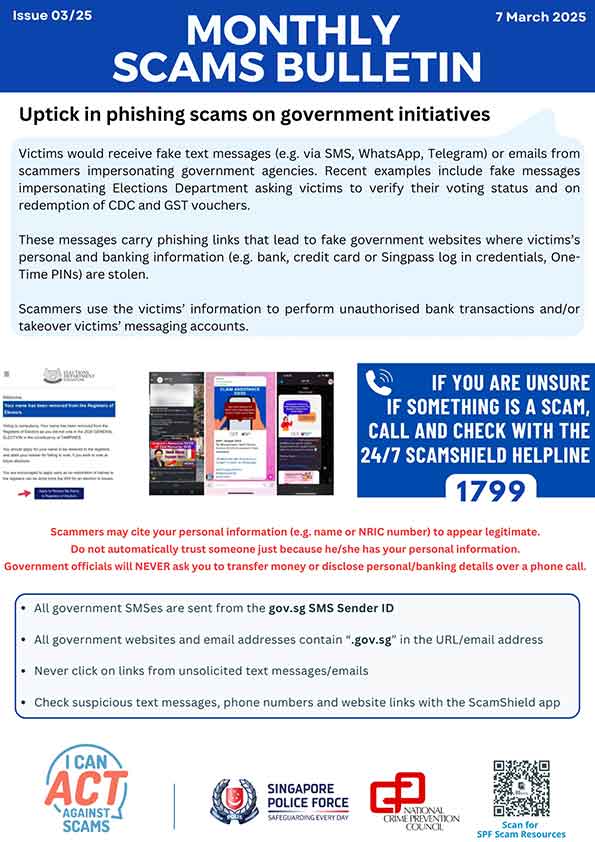 Issue 03/25
7 March 2025
MONTHLY
SCAMS BULLETIN
Uptick in phishing scams on government initiatives
Victims would receive fake text messages (e.g. via SMS, WhatsApp, Telegram) or emails from
scammers impersonating government agencies. Recent examples include fake messages
impersonating Elections Department asking victims to verify their voting status and on
redemption of CDC and GST vouchers.
These messages carry phishing links that lead to fake government websites where victims's
personal and banking information (e.g. bank, credit card or Singpass log in credentials, One-
Time PINs) are stolen.
Scammers use the victims' information to perform unauthorised bank transactions and/or
takeover victims' messaging accounts.
ELECTIONS
DEPARTMENT
SINGAPORE
Your name has been removed from the Registers of
Electors
CLAIM ASSISTANCE
2025
IF YOU ARE UNSURE
IF SOMETHING IS A SCAM,
CALL AND CHECK WITH THE
24/7 SCAMSHIELD HELPLINE
1799
Scammers may cite your personal information (e.g. name or NRIC number) to appear legitimate.
Do not automatically trust someone just because he/she has your personal information.
Government officials will NEVER ask you to transfer money or disclose personal/banking details over a phone call.
• All government SMSes are sent from the gov.sg SMS Sender ID
• All government websites and email addresses contain “.gov.sg” in the URL/email address
• Never click on links from unsolicited text messages/emails
• Check suspicious text messages, phone numbers and website links with the ScamShield app
I CAN
ACT
AGAINST
SCAMS
POLICE
SINGAPORE
POLICE FORCE
SAFEGUARDING EVERY DAY
NATIONAL
CRIME PREVENTION
COUNCIL
Scan for
SPF Scam Resources